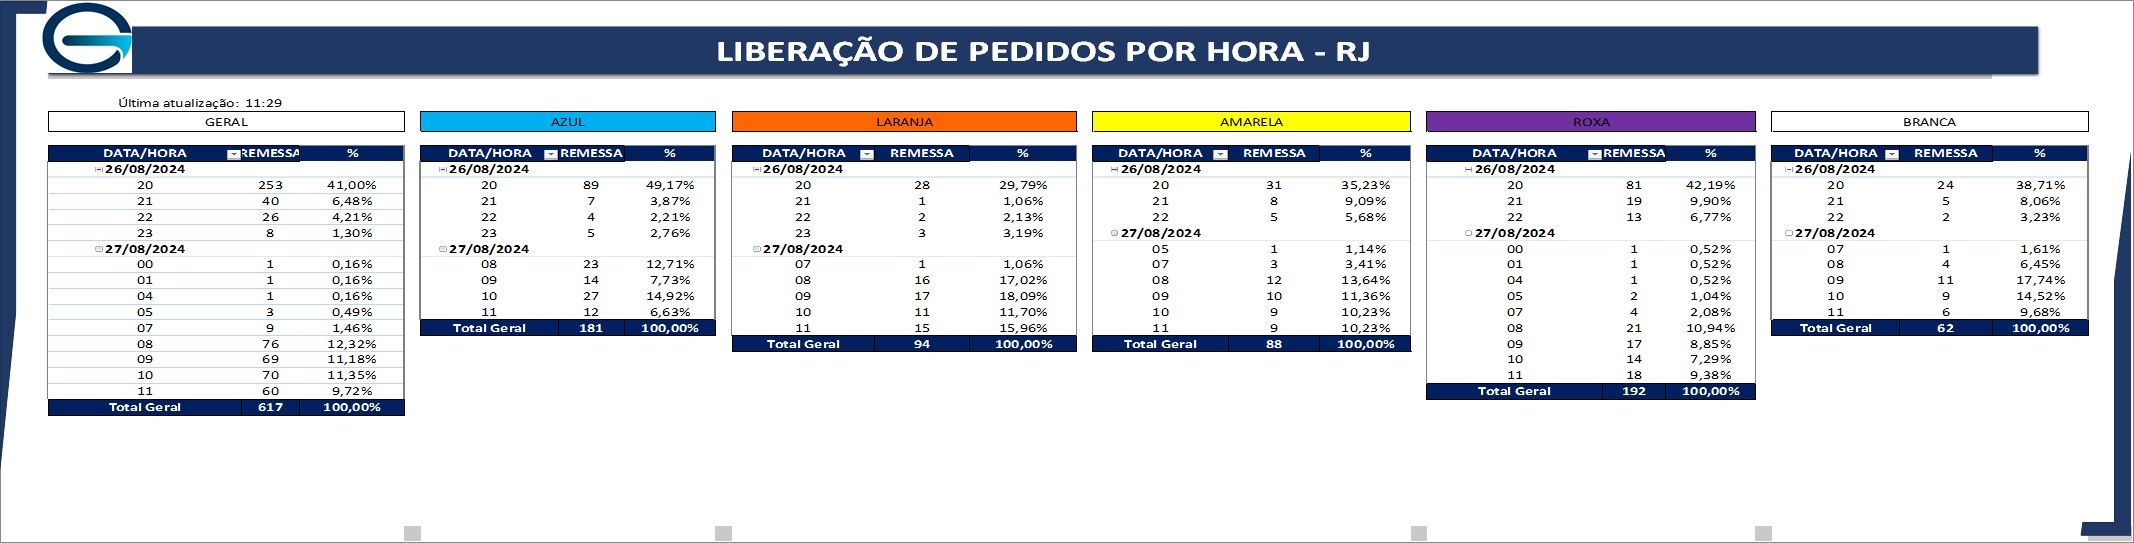 LIBERAÇÃO DE PEDIDOS POR HORA - RJ
Última atualização: 11:29
GERAL
DATA/HORA REMESSA %
26/08/2024
20 253 41,00%
21 40 6,48%
22 26 4,21%
23 8 1,30%
27/08/2024
00 1 0,16%
01 1 0,16%
04 1 0,16%
05 3 0,49%
07 9 1,46%
08 76 12,32%
09 69 11,18%
10 70 11,35%
11 60 9,72%
Total Geral 617 100,00%
AZUL
DATA/HORA REMESSA %
26/08/2024
20 89 49,17%
21 7 3,87%
22 4 2,21%
23 5 2,76%
27/08/2024
08 23 12,71%
09 14 7,73%
10 27 14,92%
11 12 6,63%
Total Geral 181 100,00%
LARANJA
DATA/HORA REMESSA %
26/08/2024
20 28 29,79%
21 1 1,06%
22 2 2,13%
23 3 3,19%
27/08/2024
07 1 1,06%
08 16 17,02%
09 17 18,09%
10 11 11,70%
11 15 15,96%
Total Geral 94 100,00%
AMARELA
DATA/HORA REMESSA %
26/08/2024
20 31 35,23%
21 8 9,09%
22 5 5,68%
27/08/2024
05 1 1,14%
07 3 3,41%
08 12 13,64%
09 10 11,36%
10 9 10,23%
11 9 10,23%
Total Geral 88 100,00%
ROXA
DATA/HORA REMESSA %
26/08/2024
20 81 42,19%
21 19 9,90%
22 13 6,77%
27/08/2024
00 1 0,52%
01 1 0,52%
04 1 0,52%
05 2 1,04%
07 4 2,08%
08 21 10,94%
09 17 8,85%
10 14 7,29%
11 18 9,38%
Total Geral 192 100,00%
BRANCA
DATA/HORA REMESSA %
26/08/2024
20 24 38,71%
21 5 8,06%
22 2 3,23%
27/08/2024
07 1 1,61%
08 4 6,45%
09 11 17,74%
10 9 14,52%
11 6 9,68%
Total Geral 62 100,00%